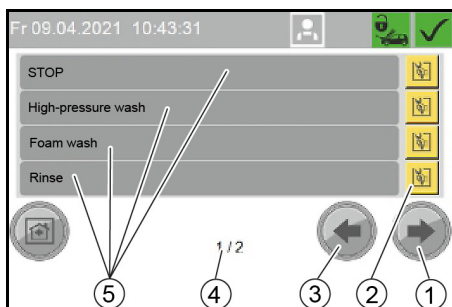 Fr 09.04.2021 10:43:31
STOP
High-pressure wash
Foam wash
Rinse
1 / 2
5 4 3 2 1